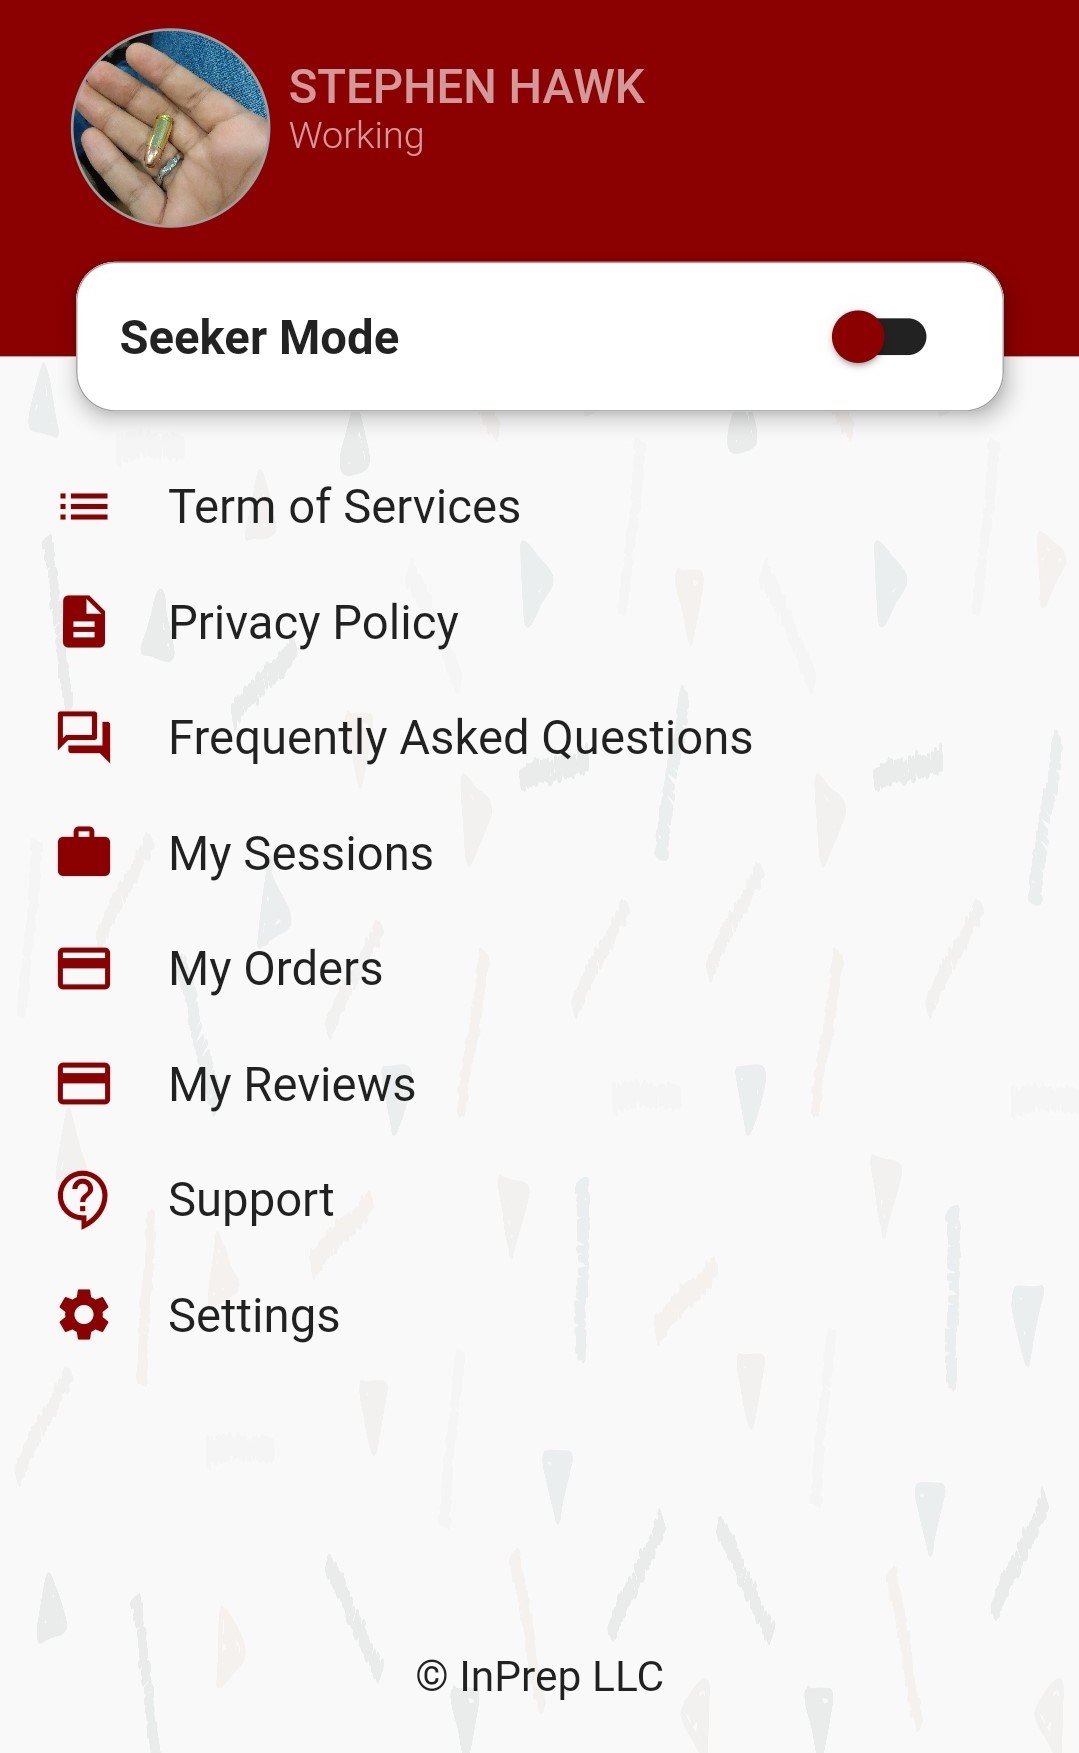 STEPHEN HAWK
Working
Seeker Mode
Term of Services
Privacy Policy
Frequently Asked Questions
My Sessions
My Orders
My Reviews
Support
Settings
© InPrep LLC